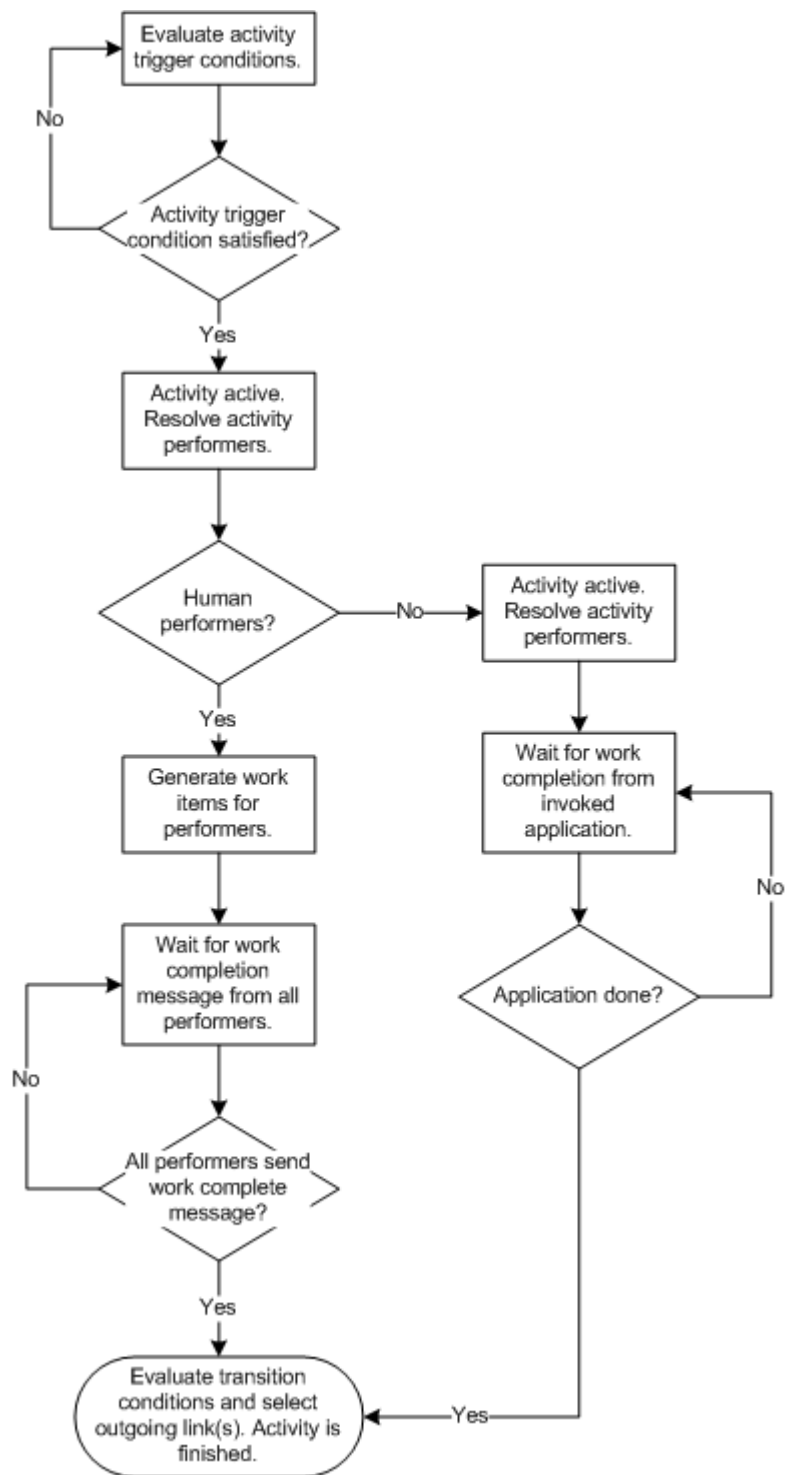 Evaluate activity
trigger conditions.
No
Activity trigger
condition satisfied?
Yes
Activity active.
Resolve activity
performers.
Human
performers?
No
Activity active.
Resolve activity
performers.
Yes
Generate work
items for
performers.
Wait for work
completion from
invoked
application.
No
Application done?
Wait for work
completion
message from all
performers.
No
All performers send
work complete
message?
Yes
Evaluate transition
conditions and select
outgoing link(s). Activity is
finished.
Yes